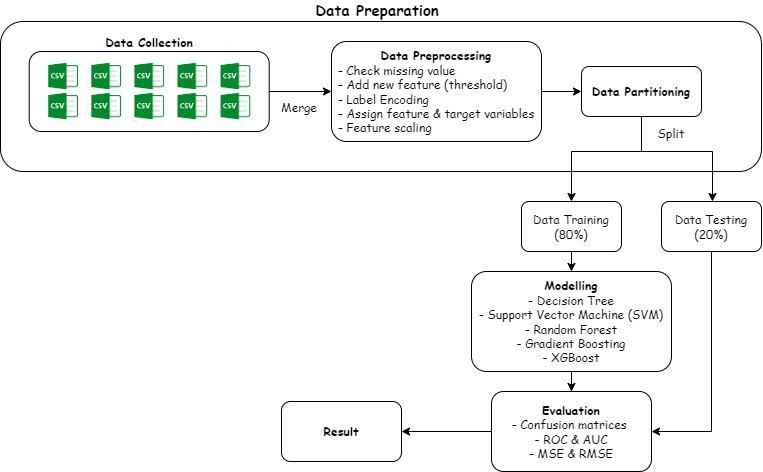 Data Preparation
Data Collection
CSV CSV CSV CSV CSV
CSV CSV CSV CSV CSV
Merge
Data Preprocessing
- Check missing value
- Add new feature (threshold)
- Label Encoding
- Assign feature & target variables
- Feature scaling
Data Partitioning
Split
Data Training
(80%)
Data Testing
(20%)
Modelling
- Decision Tree
- Support Vector Machine (SVM)
- Random Forest
- Gradient Boosting
- XGBoost
Evaluation
- Confusion matrices
- ROC & AUC
- MSE & RMSE
Result